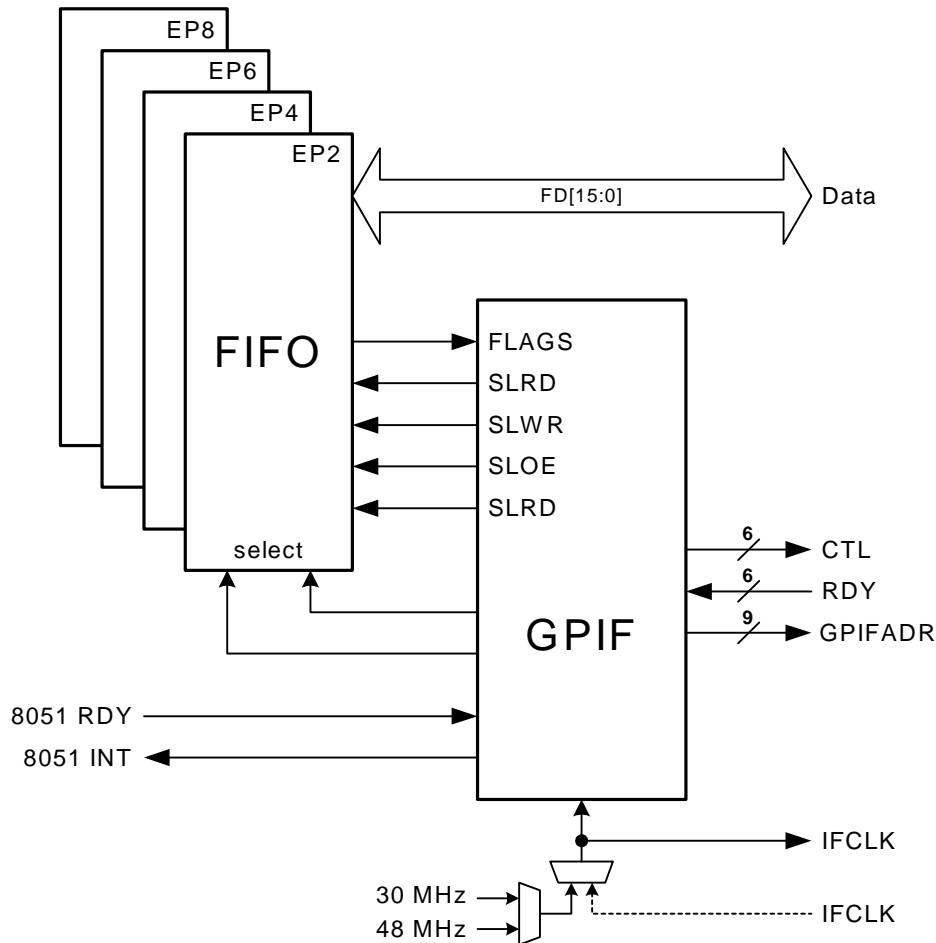 EP8
EP6
EP4
EP2
FD[15:0]
Data
FIFO
FLAGS
SLRD
SLWR
SLOE
SLRD
select
6
CTL
6
RDY
9
GPIFADR
GPIF
8051 RDY
8051 INT
IFCLK
30 MHz
48 MHz
IFCLK